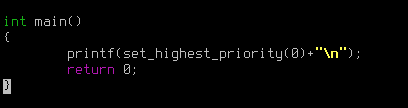 int main()
{
printf(set_highest_priority(0)+"\n");
return 0;
}